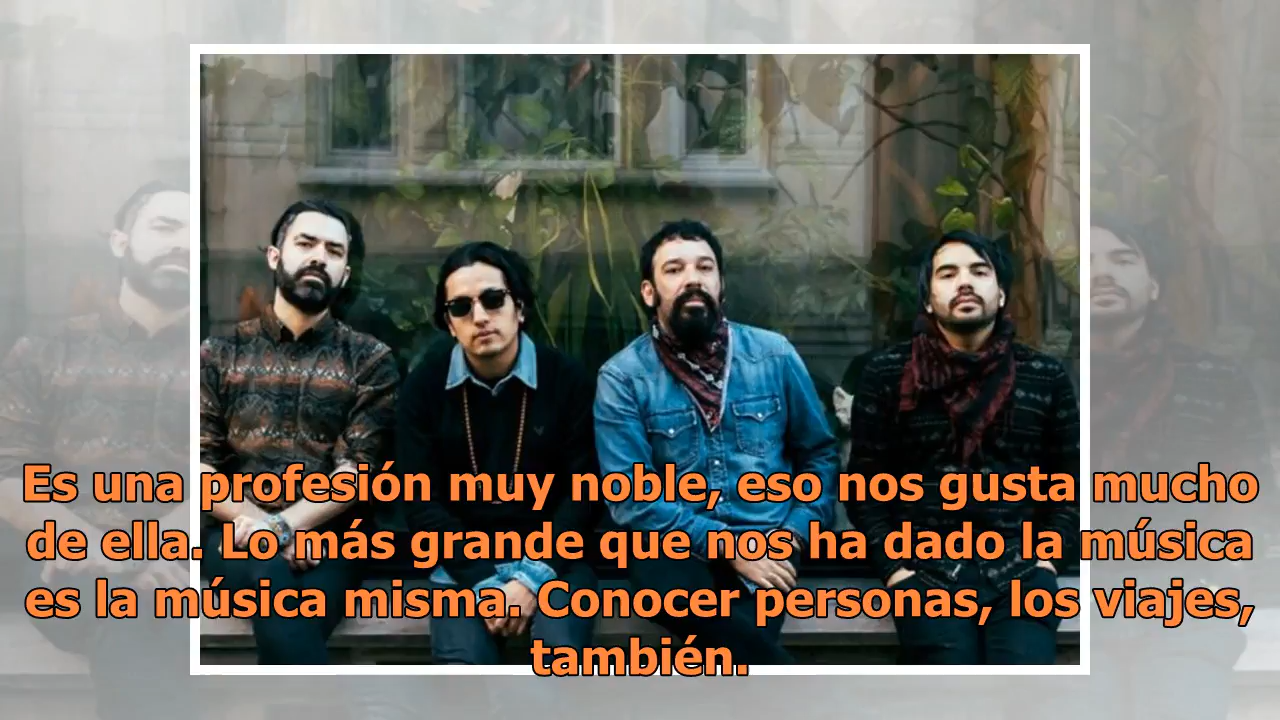 Es una profesión muy noble, eso nos gusta mucho
de ella. Lo más grande que nos ha dado la música
es la música misma. Conocer personas, los viajes,
también.